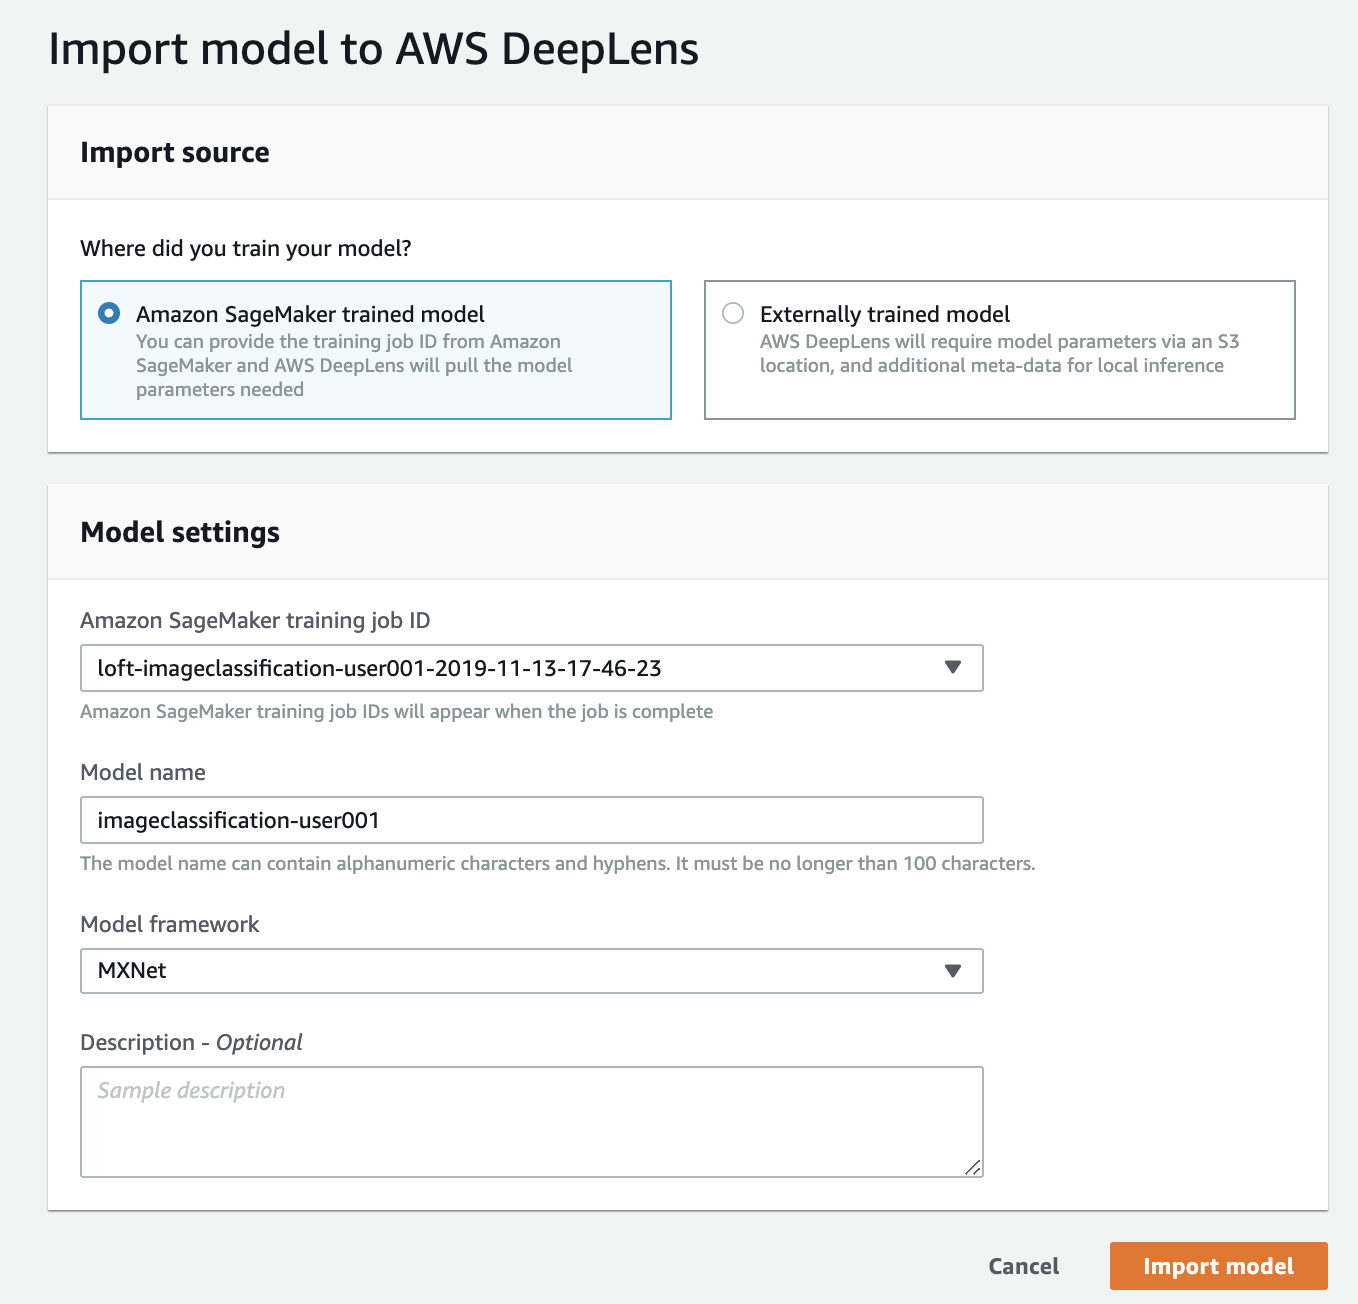 Import model to AWS DeepLens
Import source
Where did you train your model?
Amazon SageMaker trained model
You can provide the training job ID from Amazon
SageMaker and AWS DeepLens will pull the model
parameters needed
Externally trained model
AWS DeepLens will require model parameters via an S3
location, and additional meta-data for local inference
Model settings
Amazon SageMaker training job ID
loft-imageclassification-user001-2019-11-13-17-46-23
Amazon SageMaker training job IDs will appear when the job is complete
Model name
imageclassification-user001
The model name can contain alphanumeric characters and hyphens. It must be no longer than 100 characters.
Model framework
MXNet
Description - Optional
Sample description
Cancel
Import model